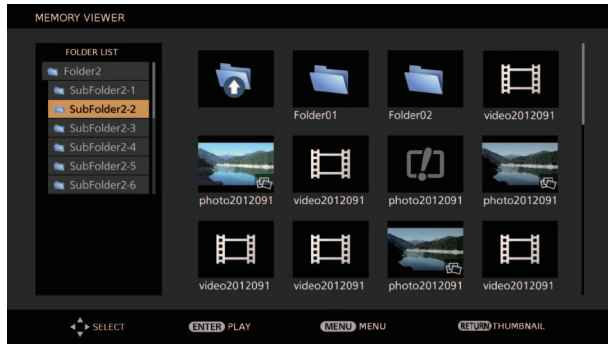 MEMORY VIEWER
FOLDER LIST
Folder2
SubFolder2-1
SubFolder2-2
SubFolder2-3
SubFolder2-4
SubFolder2-5
SubFolder2-6
Folder01 Folder02 video2012091
photo2012091 video2012091 photo2012091
video2012091 video2012091 photo2012091 video2012091
SELECT ENTER PLAY MENU MENU RETURN THUMBNAIL